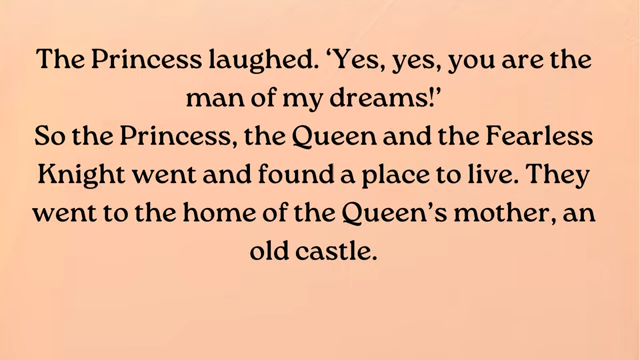 The Princess laughed. ‘Yes, yes, you are the
man of my dreams!’
So the Princess, the Queen and the Fearless
Knight went and found a place to live. They
went to the home of the Queen’s mother, an
old castle.